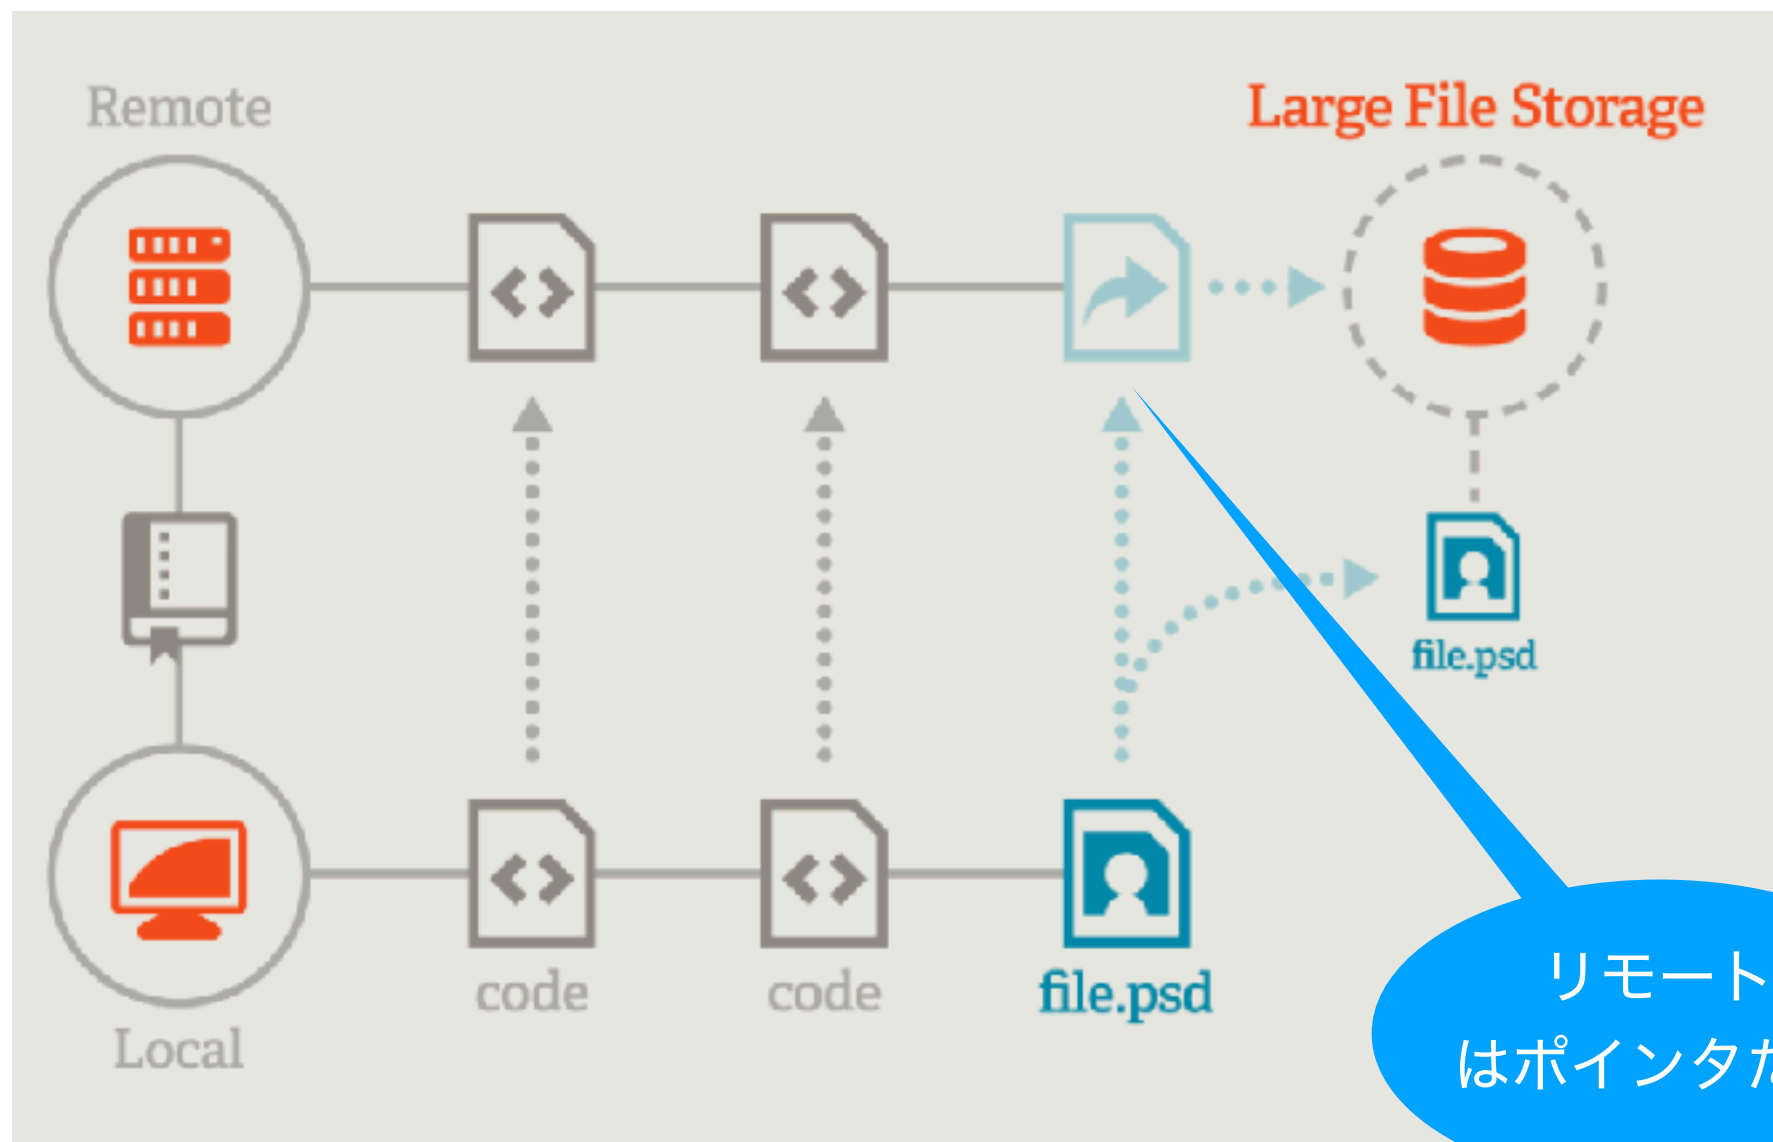 Remote
Large File Storage
file.psd
code
code
file.psd
Local
リモート
はポインタ